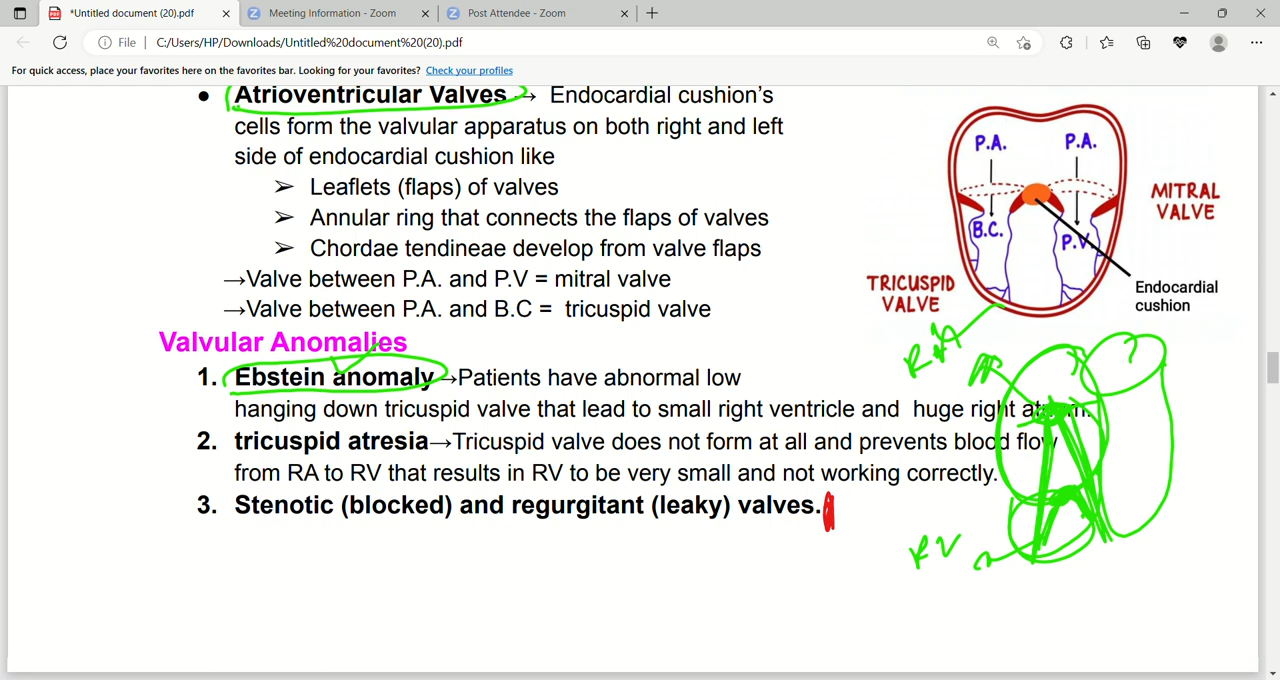 *Untitled document (20).pdf
Meeting Information - Zoom
Post Attendee - Zoom
File
C:/Users/HP/Downloads/Untitled%20document%20(20).pdf
For quick access, place your favorites here on the favorites bar. Looking for your favorites? Check your profiles
● Atrioventricular Valves → Endocardial cushion's
cells form the valvular apparatus on both right and left
side of endocardial cushion like
➢ Leaflets (flaps) of valves
➢ Annular ring that connects the flaps of valves
➢ Chordae tendineae develop from valve flaps
→Valve between P.A. and P.V = mitral valve
→Valve between P.A. and B.C = tricuspid valve
Valvular Anomalies
1. Ebstein anomaly→Patients have abnormal low
hanging down tricuspid valve that lead to small right ventricle and huge right atrium.
2. tricuspid atresia→Tricuspid valve does not form at all and prevents blood flow
from RA to RV that results in RV to be very small and not working correctly.
3. Stenotic (blocked) and regurgitant (leaky) valves.
P.A.
P.A.
MITRAL
VALVE
B.C.
P.V.
TRICUSPID
VALVE
Endocardial
cushion
RV